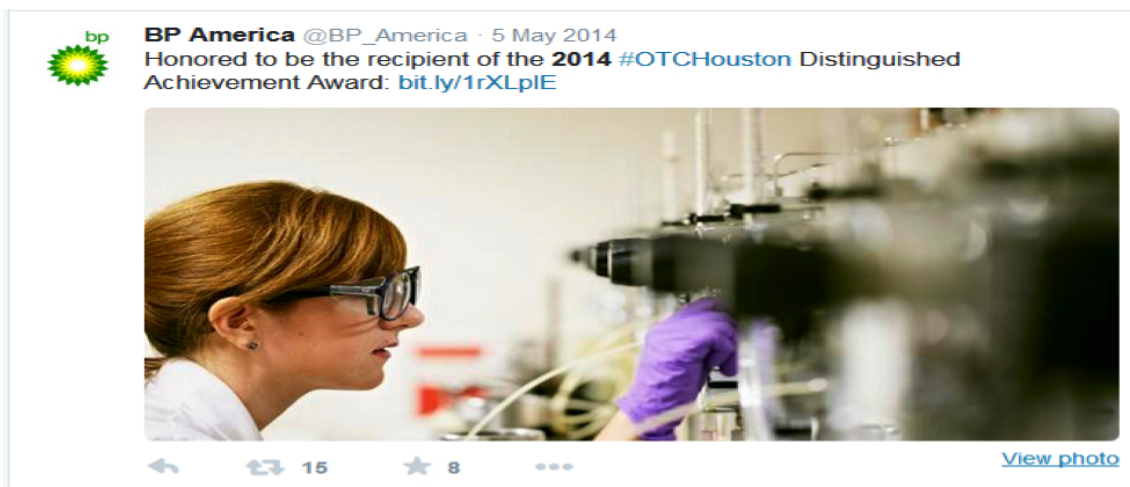 bp
BP America @BP_America · 5 May 2014
Honored to be the recipient of the 2014 #OTCHouston Distinguished
Achievement Award: bit.ly/1rXLplE
15 8 View photo